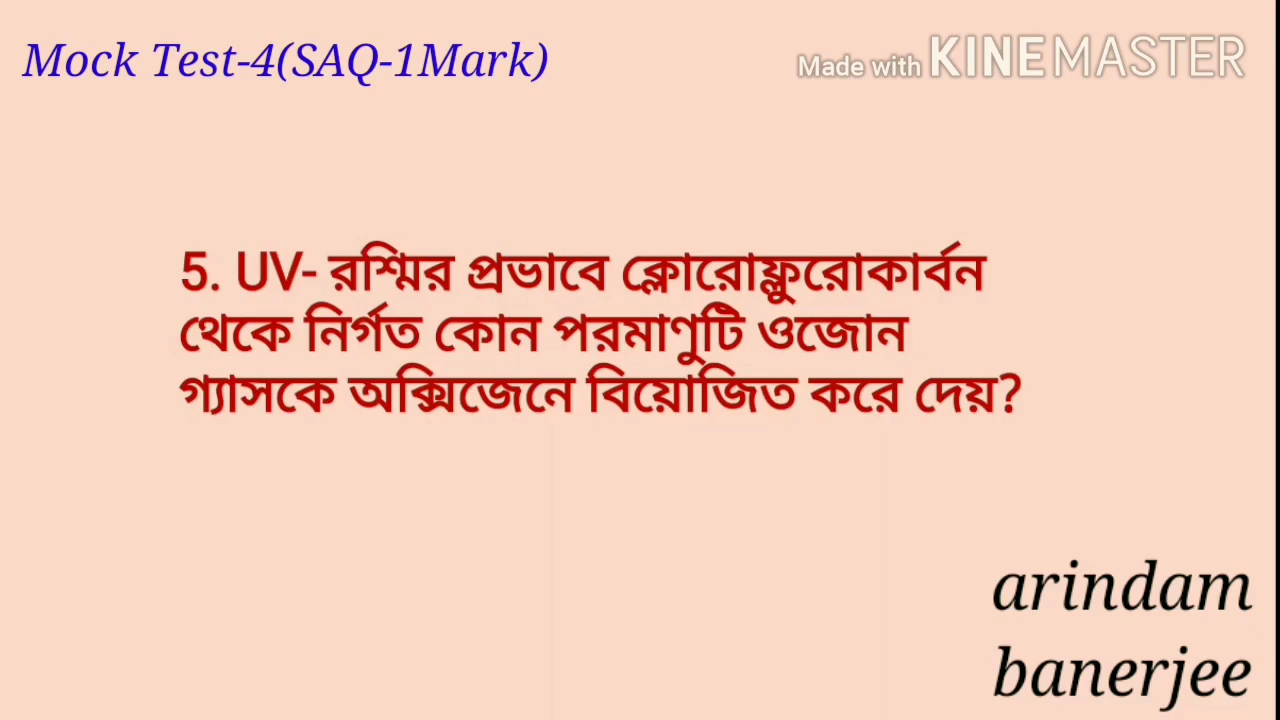 Mock Test-4(SAQ-1Mark)
Made with KINEMASTER
5. UV- রশ্মির প্রভাবে ক্লোরোফ্লুরোকার্বন
থেকে নির্গত কোন পরমাণুটি ওজোন
গ্যাসকে অক্সিজেনে বিয়োজিত করে দেয়?
arindam
banerjee